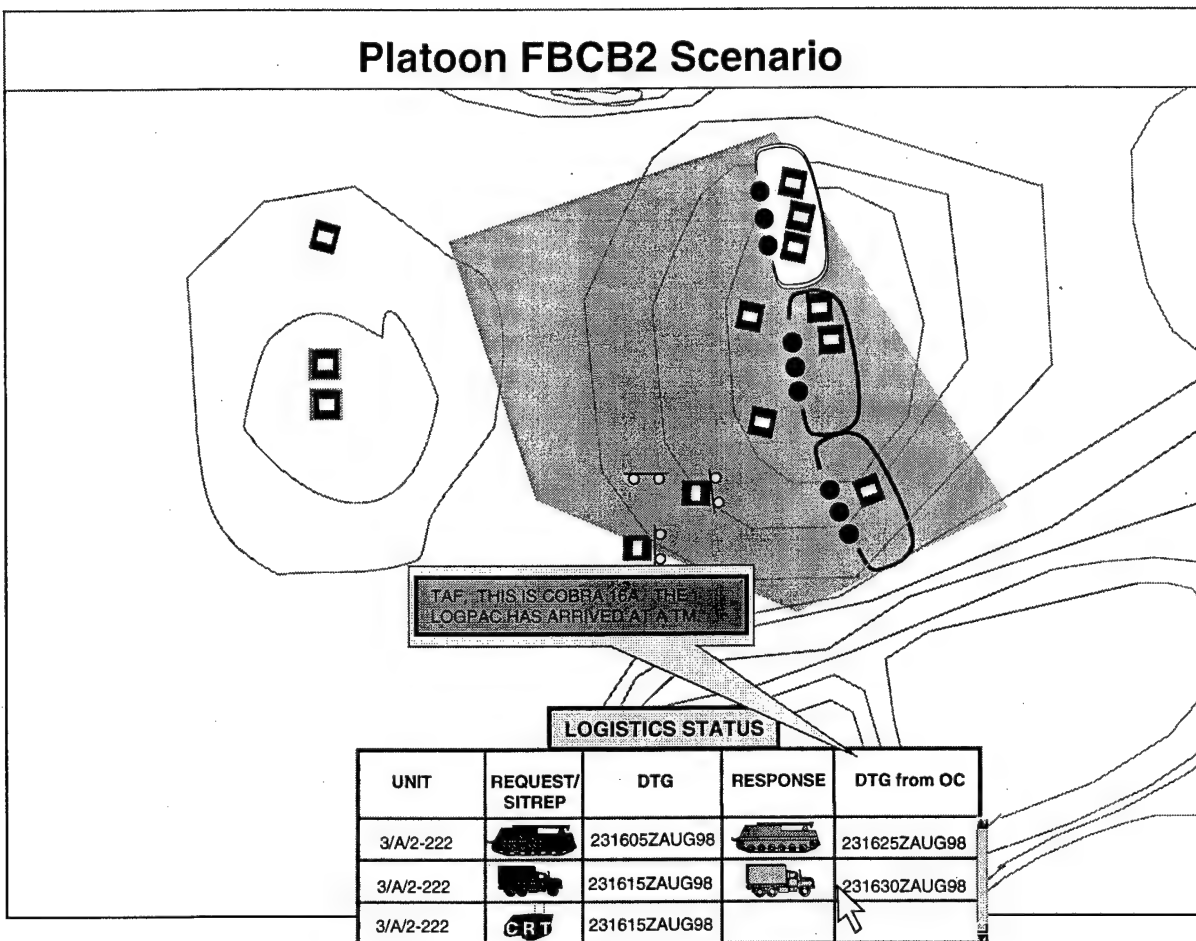 Platoon FBCB2 Scenario
TAF, THIS IS COBRA 16A. THE
LOGPAC HAS ARRIVED AT A TM
LOGISTICS STATUS
UNIT REQUEST/ SITREP DTG RESPONSE DTG from OC
3/A/2-222 231605ZAUG98 231625ZAUG98
3/A/2-222 231615ZAUG98 231630ZAUG98
3/A/2-222 CRT 231615ZAUG98